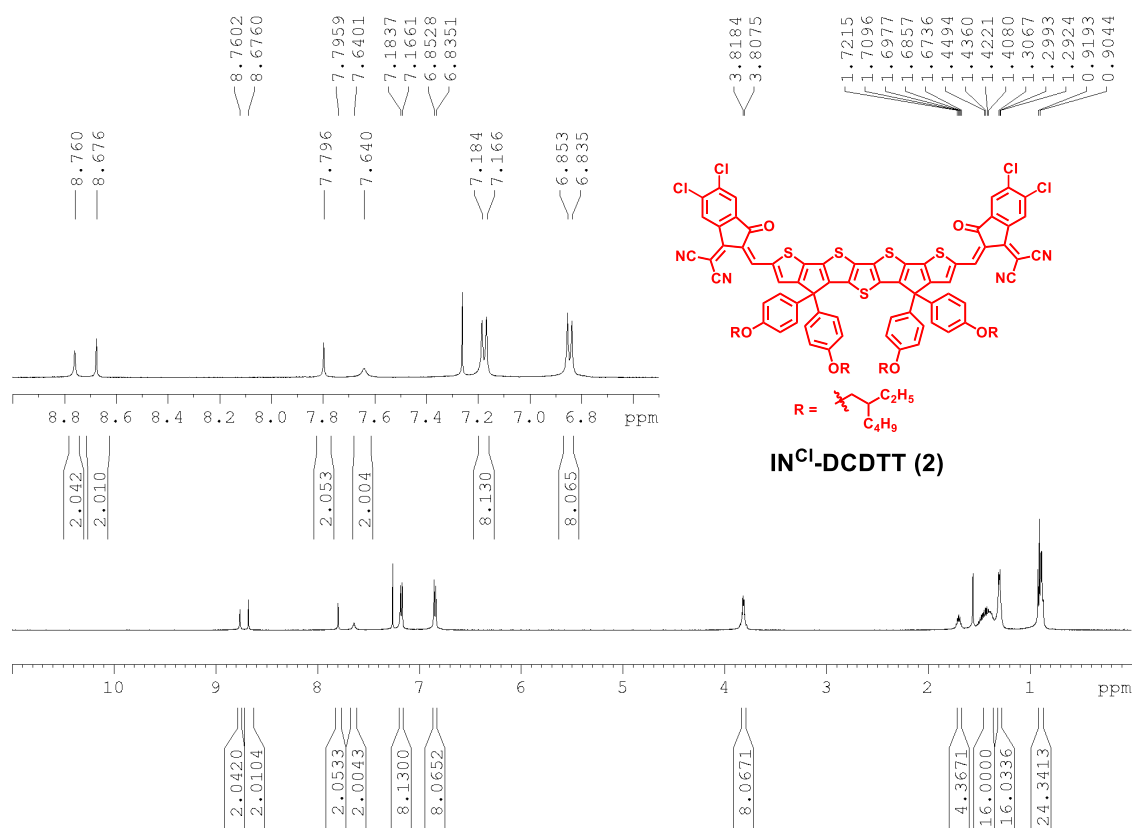 8.7602
8.6760
7.7959
7.6401
7.1837
7.1661
6.8528
6.8351
3.8184
3.8075
1.7215
1.7096
1.6977
1.6857
1.6736
1.4494
1.4360
1.4221
1.4080
1.3067
1.2993
1.2924
0.9193
0.9044
8.760
8.676
7.796
7.640
7.184
7.166
6.853
6.835
Cl
Cl
Cl
Cl
O
O
S
S
S
S
S
NC
CN
CN
NC
RO
OR
RO
OR
R =
C2H5
C4H9
IN^Cl-DCDTT (2)
8.8 8.6 8.4 8.2 8.0 7.8 7.6 7.4 7.2 7.0 6.8 ppm
2.042
2.010
2.053
2.004
8.130
8.065
10 9 8 7 6 5 4 3 2 1 ppm
2.0420
2.0104
2.0533
2.0043
8.1300
8.0652
8.0671
4.3671
16.0000
16.0336
24.3413